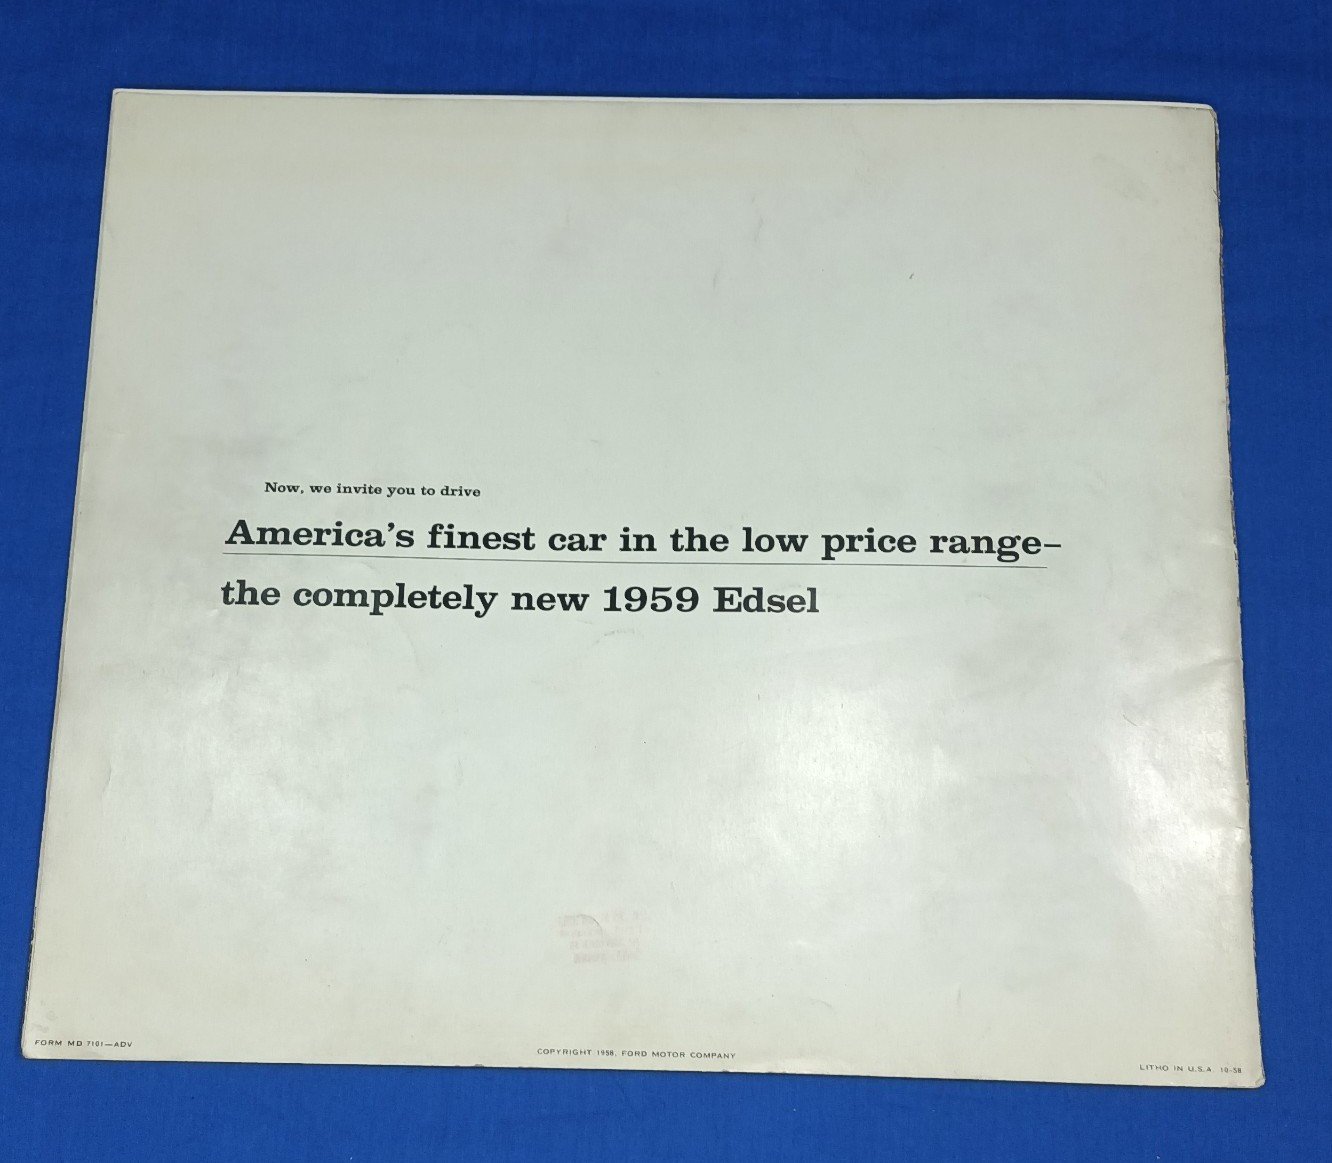 Now, we invite you to drive
America's finest car in the low price range–
the completely new 1959 Edsel
FORM MD 7101—ADV
COPYRIGHT 1958, FORD MOTOR COMPANY
LITHO IN U.S.A. 10-58